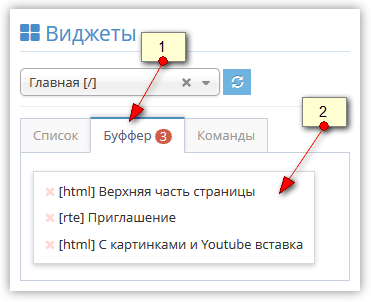 Виджеты
1
Главная [/]
2
Список Буффер 3 Команды
[html] Верхняя часть страницы
[rte] Приглашение
[html] С картинками и Youtube вставка